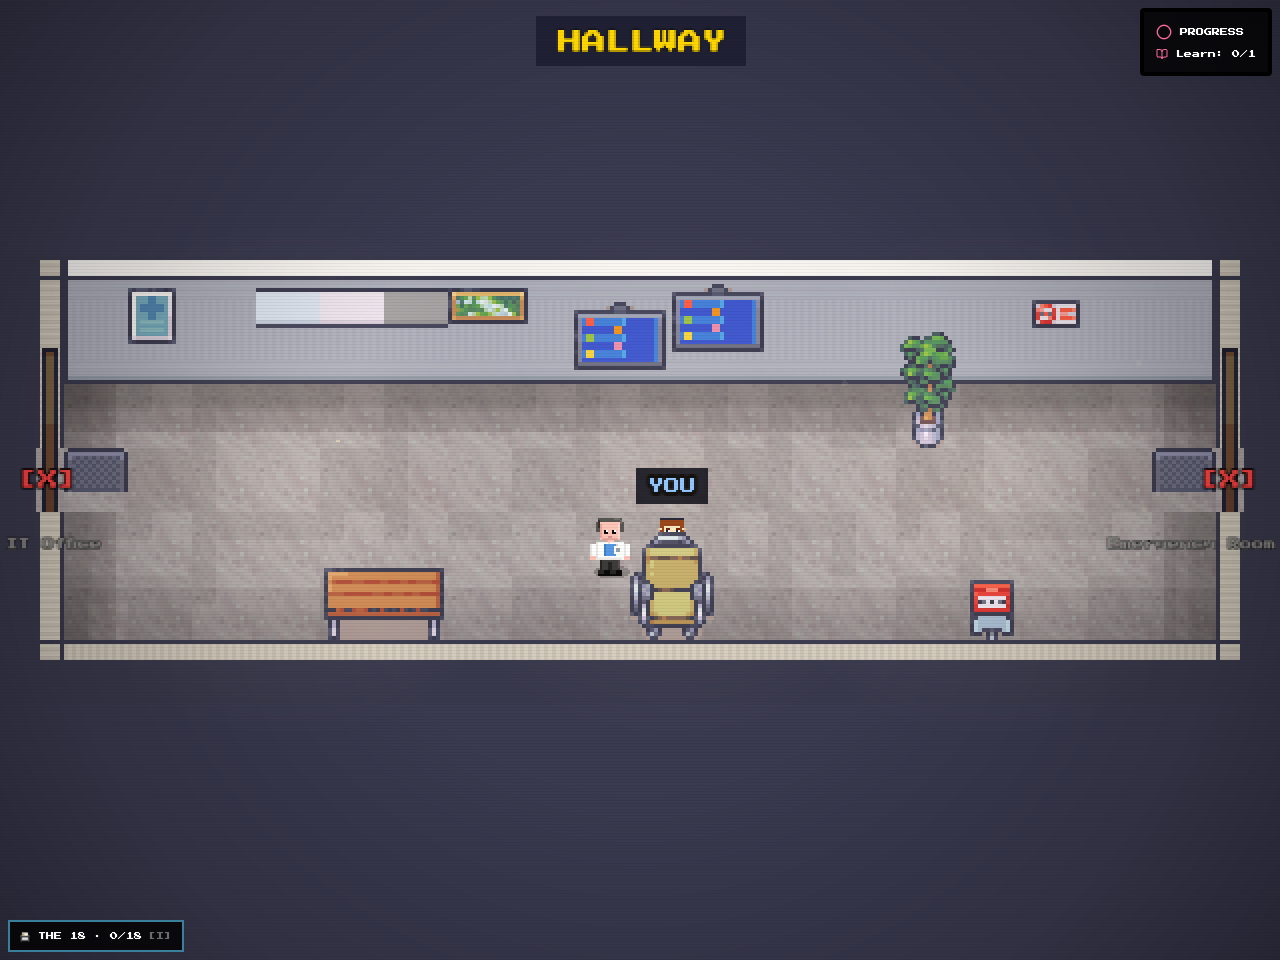 HALLWAY
PROGRESS
Learn: 0/1
YOU
[X]
[X]
IT Office
Emergency Room
THE 18 · 0/18 [I]